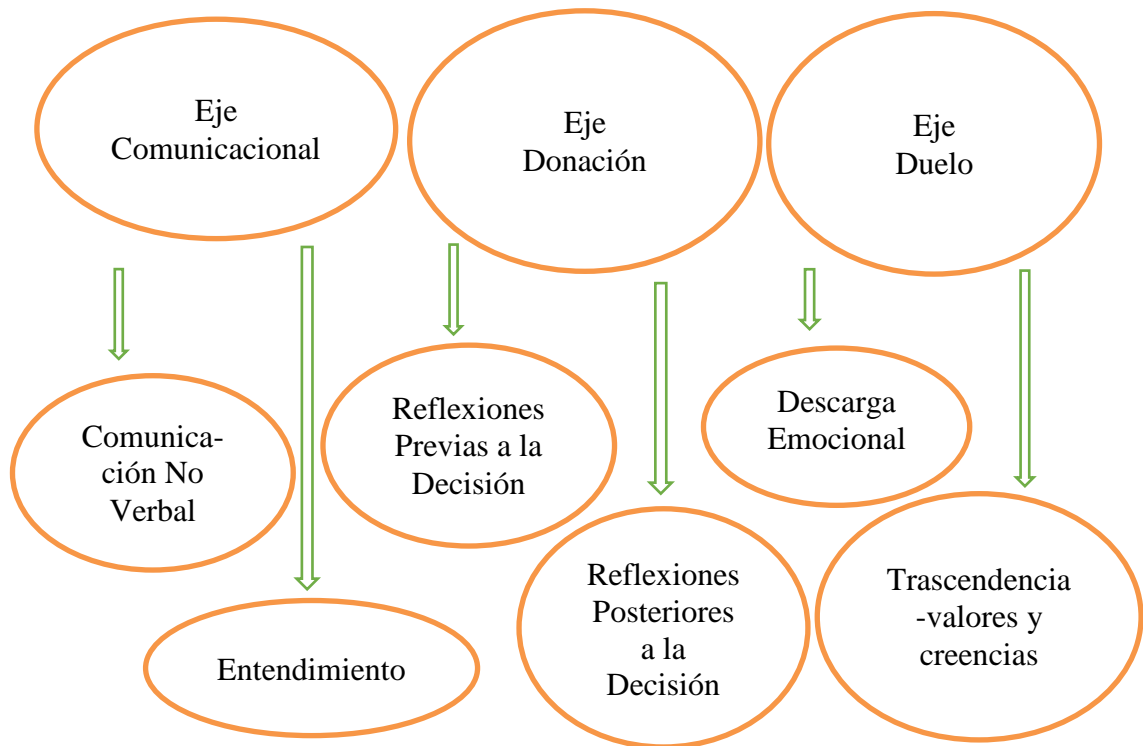 Eje
Comunicacional
Eje
Donación
Eje
Duelo
Comunica-
ción No
Verbal
Reflexiones
Previas a la
Decisión
Descarga
Emocional
Entendimiento
Reflexiones
Posteriores
a la
Decisión
Trascendencia
-valores y
creencias